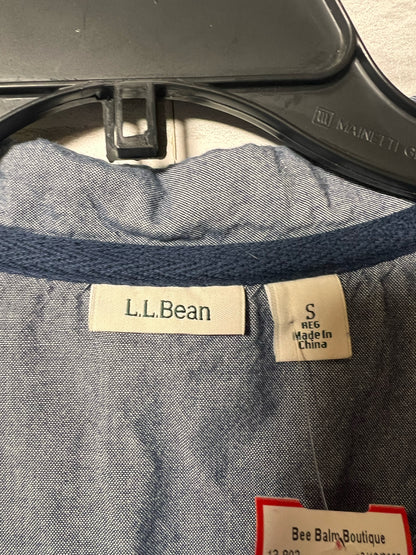 MAINETTI
L.L.Bean
S
REG
Made In
China
Bee Balm Boutique